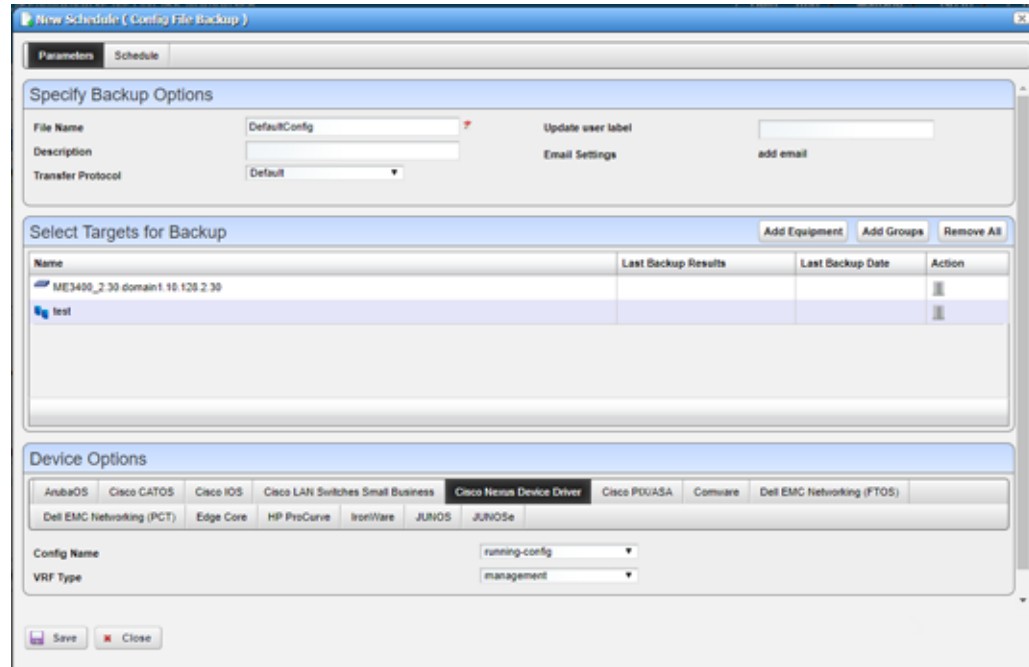 New Schedule ( Config File Backup )
Parameters Schedule
Specify Backup Options
File Name DefaultConfig Update user label
Description Email Settings add email
Transfer Protocol Default
Select Targets for Backup Add Equipment Add Groups Remove All
Name Last Backup Results Last Backup Date Action
ME3400_2.30.domain1.10.128.2.30
test
Device Options
ArubaOS Cisco CATOS Cisco IOS Cisco LAN Switches Small Business Cisco Nexus Device Driver Cisco PIX/ASA Comware Dell EMC Networking (FTOS)
Dell EMC Networking (PCT) Edge Core HP ProCurve IronWare JUNOS JUNOSe
Config Name running-config
VRF Type management
Save Close